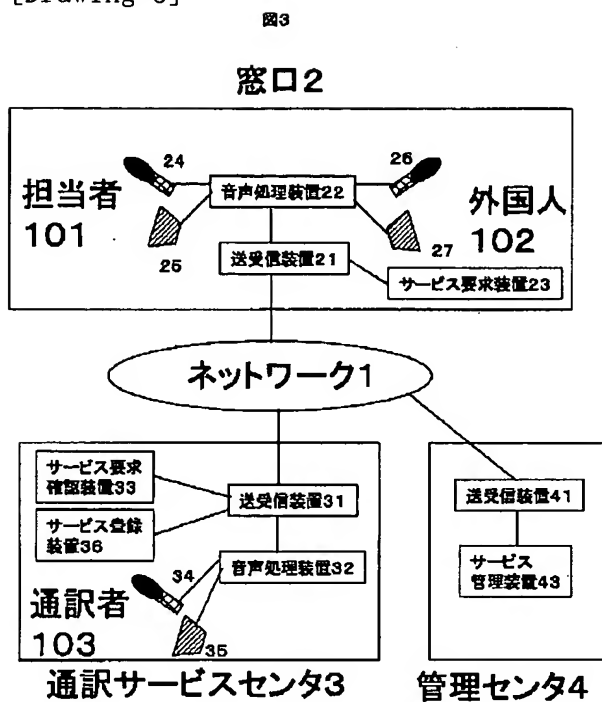 [Drawing 3]
図3
窓口2
24
26
担当者
101
音声処理装置22
外国人
102
25
送受信装置21
27
サービス要求装置23
ネットワーク1
サービス要求
確認装置33
送受信装置31
サービス登録
装置36
音声処理装置32
34
通訳者
103
35
送受信装置41
サービス
管理装置43
通訳サービスセンタ3
管理センタ4